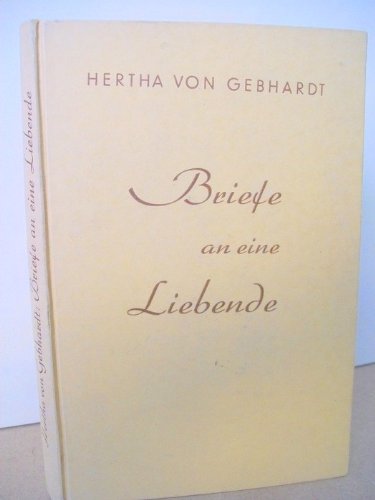 HERTHA VON GEBHARDT
Briefe
an eine
Liebende
Hertha von Gebhardt: Briefe an eine Liebende